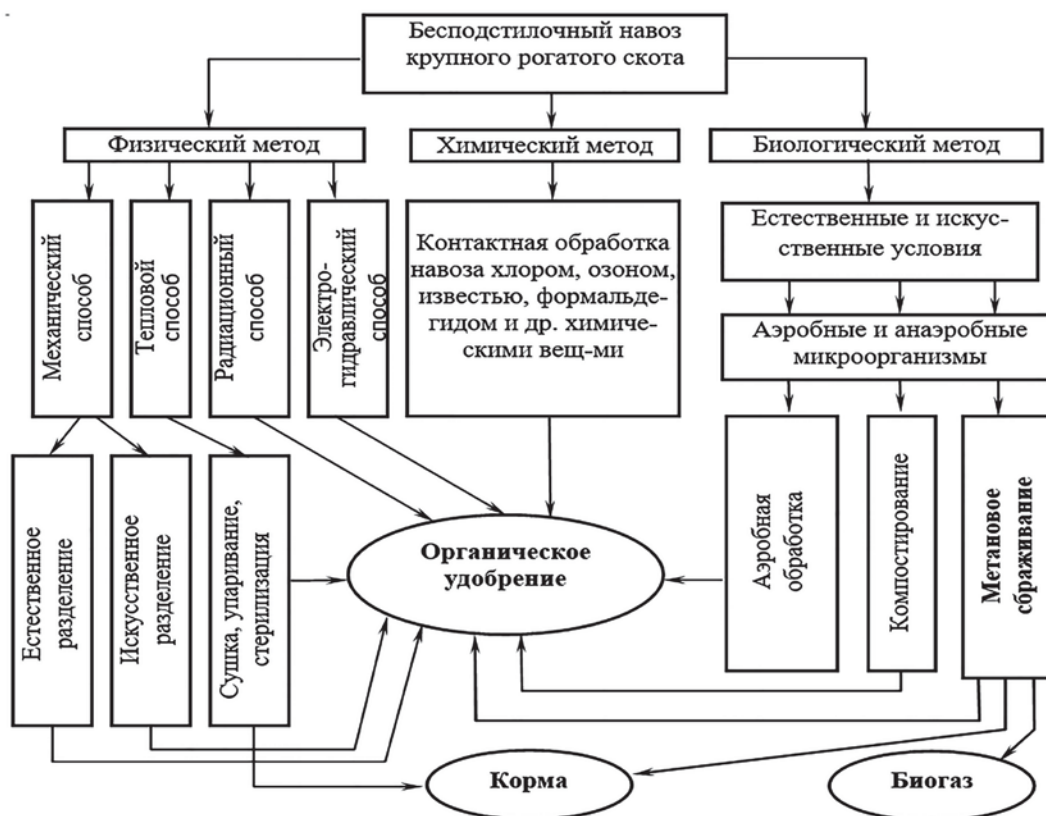 Бесподстилочный навоз
крупного рогатого скота
Физический метод
Химический метод
Биологический метод
Механический
способ
Тепловой
способ
Радиационный
способ
Электро-
гидравлический
способ
Контактная обработка
навоза хлором, озоном,
известью, формальде-
гидом и др. химиче-
скими вещ-ми
Естественные и искус-
ственные условия
Аэробные и анаэробные
микроорганизмы
Естественное
разделение
Искусственное
разделение
Сушка, упаривание,
стерилизация
Органическое
удобрение
Аэробная
обработка
Компостирование
Метановое
сбраживание
Корма
Биогаз